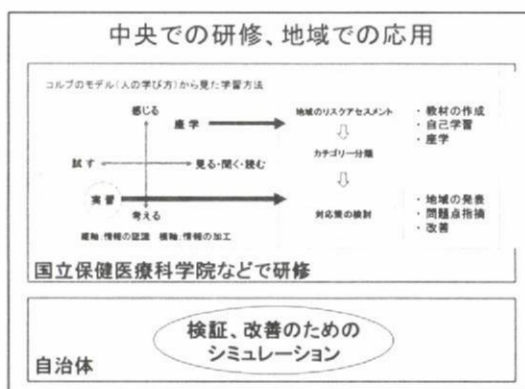 中央での研修、地域での応用
コルブのモデル(人の学び方)から見た学習方法
感じる
座学
試す
見る・聞く・読む
実習
考える
縦軸:情報の認識 横軸:情報の加工
地域のリスクアセスメント
カテゴリー分類
対応策の検討
・教材の作成
・自己学習
・座学
・地域の発表
・問題点指摘
・改善
国立保健医療科学院などで研修
検証、改善のための
シミュレーション
自治体